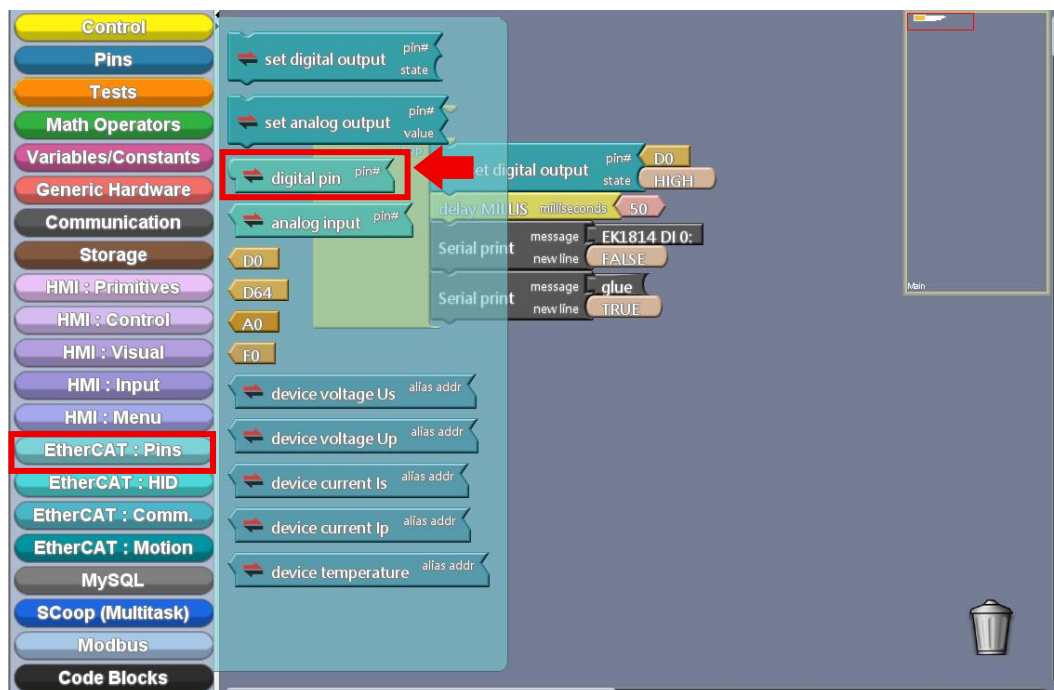 Control
Pins
Tests
Math Operators
Variables/Constants
Generic Hardware
Communication
Storage
HMI : Primitives
HMI : Control
HMI : Visual
HMI : Input
HMI : Menu
EtherCAT : Pins
EtherCAT : HID
EtherCAT : Comm.
EtherCAT : Motion
MySQL
SCoop (Multitask)
Modbus
Code Blocks
set digital output pin#
state
set analog output pin#
value
digital pin pin#
analog input pin#
D0
D64
A0
F0
device voltage Us alias addr
device voltage Up alias addr
device current Is alias addr
device current Ip alias addr
device temperature alias addr
et digital output pin# D0
state HIGH
delay MILLIS milliseconds 50
Serial print message EK1814 DI 0:
new line FALSE
Serial print message glue
new line TRUE
Main